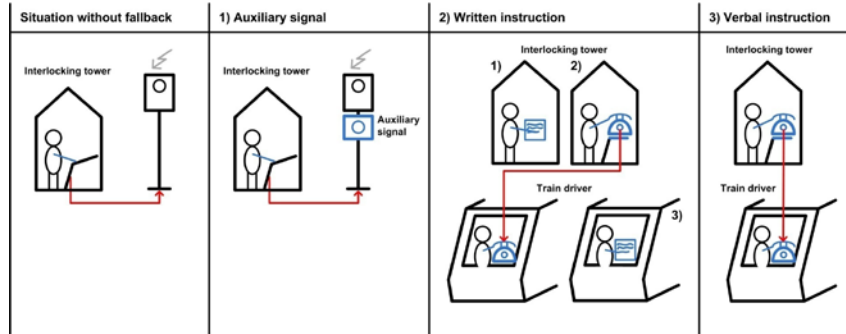 Situation without fallback
Interlocking tower
1) Auxiliary signal
Interlocking tower
Auxiliary
signal
2) Written instruction
Interlocking tower
1)
2)
Train driver
3)
3) Verbal instruction
Interlocking tower
Train driver